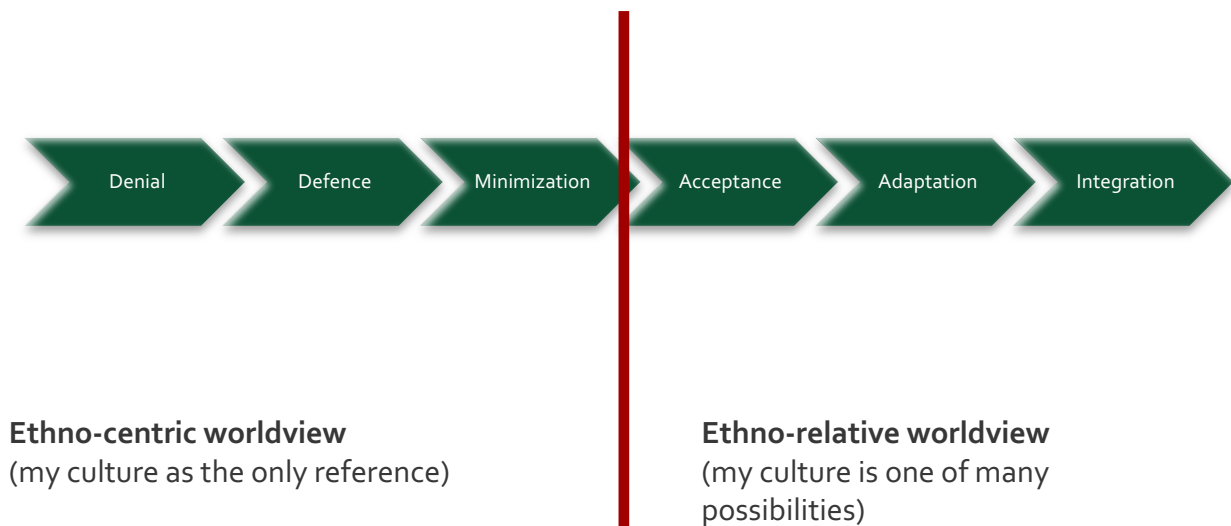 Denial
Defence
Minimization
Acceptance
Adaptation
Integration
Ethno-centric worldview
(my culture as the only reference)
Ethno-relative worldview
(my culture is one of many
possibilities)